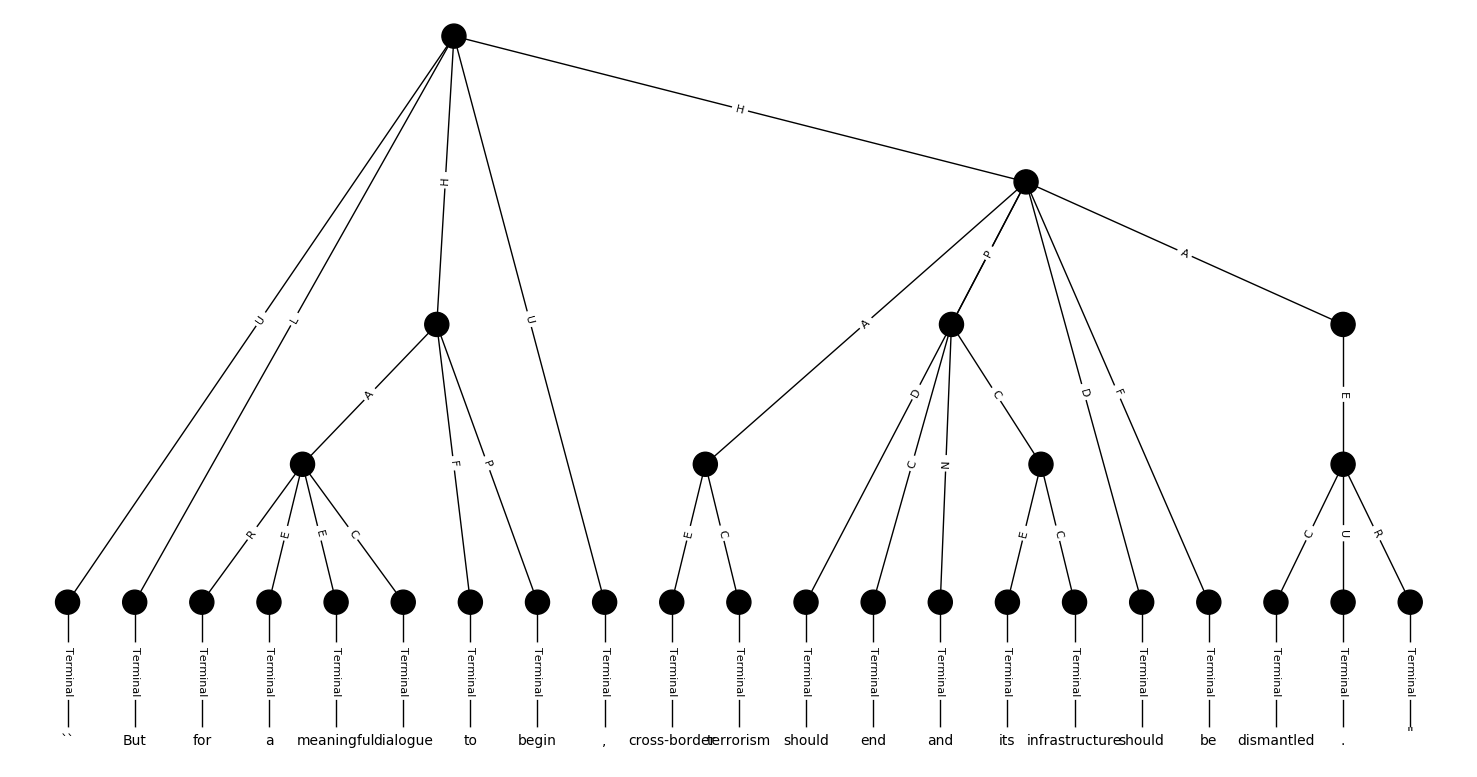 H
H
P
A
U L U A
A D C D F E
F P C N
R E E C E C E C C U R
Terminal Terminal Terminal Terminal Terminal Terminal Terminal Terminal Terminal Terminal Terminal Terminal Terminal Terminal Terminal Terminal Terminal Terminal Terminal Terminal Terminal
`` But for a meaningful dialogue to begin , cross-border terrorism should end and its infrastructure should be dismantled . "